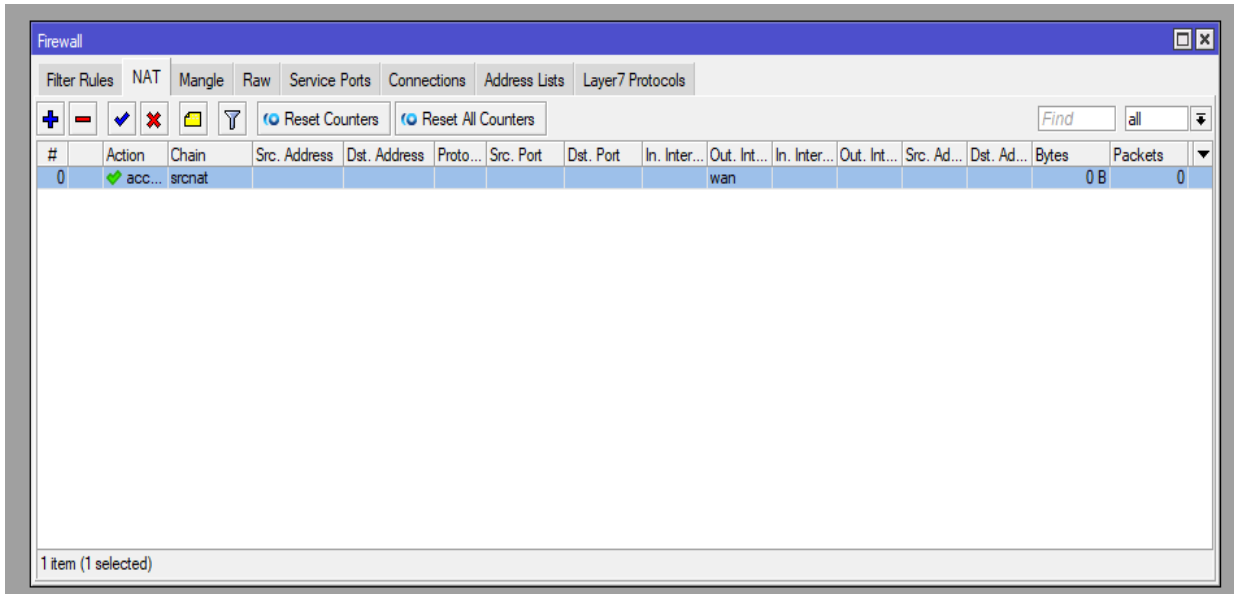 Firewall
Filter Rules NAT Mangle Raw Service Ports Connections Address Lists Layer7 Protocols
Reset Counters Reset All Counters Find all
# Action Chain Src. Address Dst. Address Proto... Src. Port Dst. Port In. Inter... Out. Int... In. Inter... Out. Int... Src. Ad... Dst. Ad... Bytes Packets
0 acc... srcnat wan 0 B 0
1 item (1 selected)